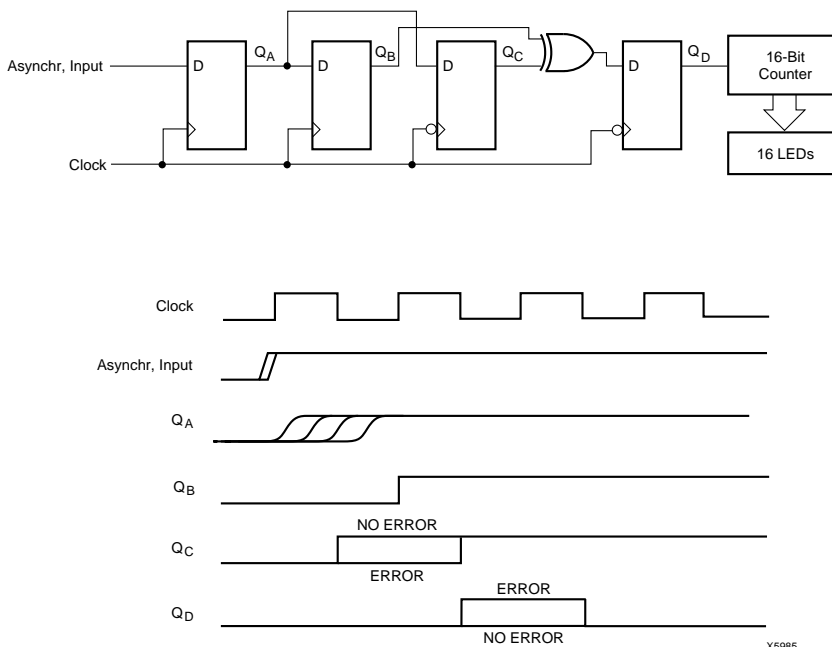 Asynchr, Input
D
QA
D
QB
D
QC
D
QD
16-Bit
Counter
16 LEDs
Clock
Clock
Asynchr, Input
QA
QB
QC
NO ERROR
ERROR
QD
ERROR
NO ERROR
X5985